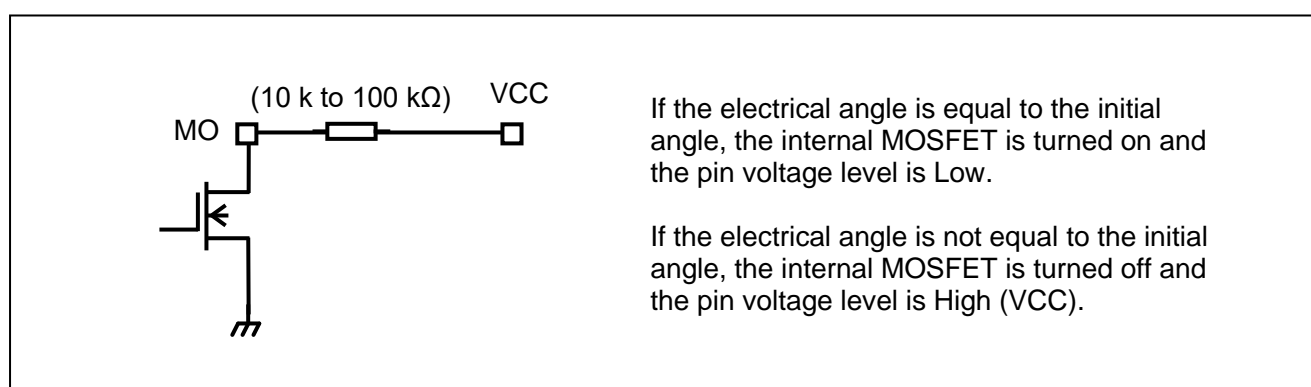 (10 k to 100 kΩ) VCC
MO
If the electrical angle is equal to the initial
angle, the internal MOSFET is turned on and
the pin voltage level is Low.
If the electrical angle is not equal to the initial
angle, the internal MOSFET is turned off and
the pin voltage level is High (VCC).